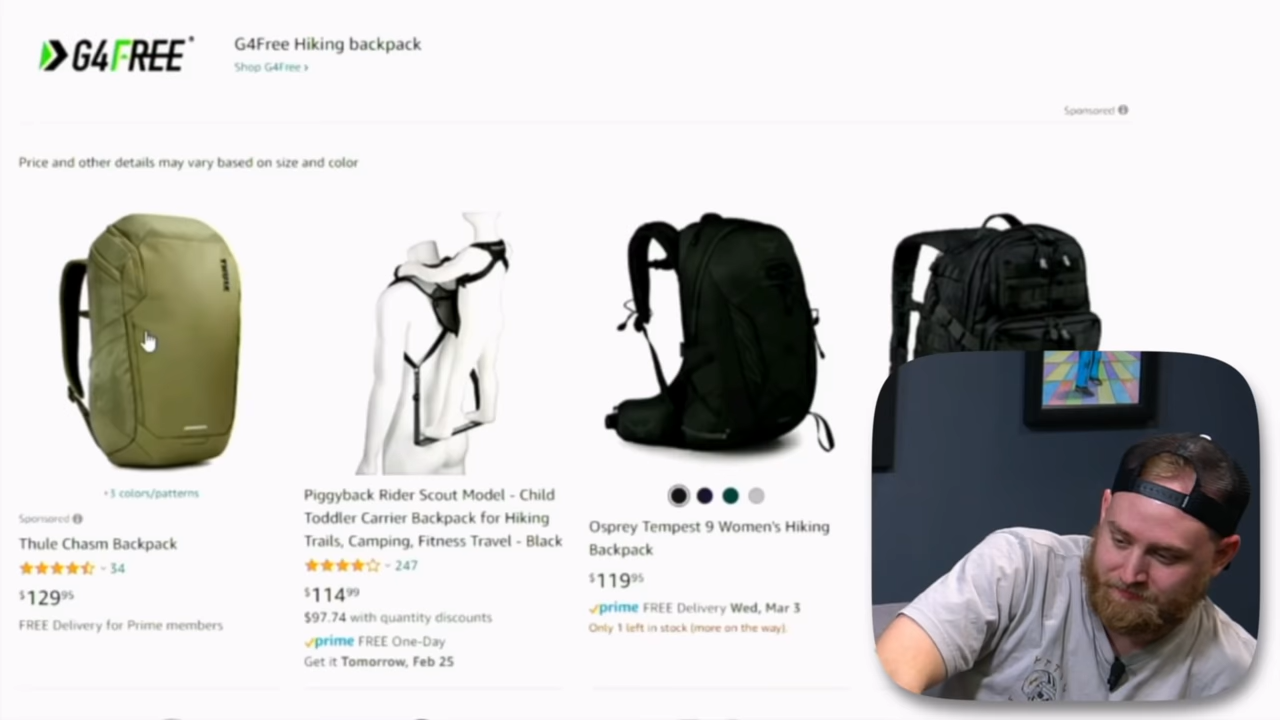 G4FREE
G4Free Hiking backpack
Shop G4Free ›
Sponsored
Price and other details may vary based on size and color
THULE
+3 colors/patterns
Sponsored
Thule Chasm Backpack
34
$129.95
FREE Delivery for Prime members
Piggyback Rider Scout Model - Child
Toddler Carrier Backpack for Hiking
Trails, Camping, Fitness Travel - Black
247
$114.99
$97.74 with quantity discounts
prime FREE One-Day
Get it Tomorrow, Feb 25
Osprey Tempest 9 Women's Hiking
Backpack
$119.95
prime FREE Delivery Wed, Mar 3
Only 1 left in stock (more on the way).